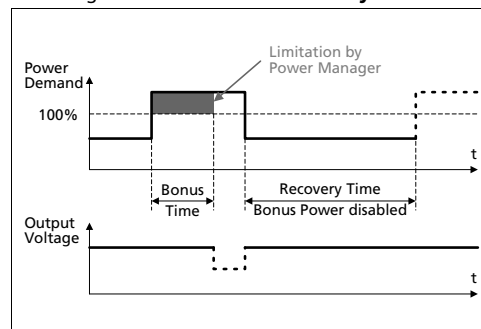 Limitation by
Power Manager
Power
Demand
100%
t
Bonus
Time
Recovery Time
Bonus Power disabled
Output
Voltage
t